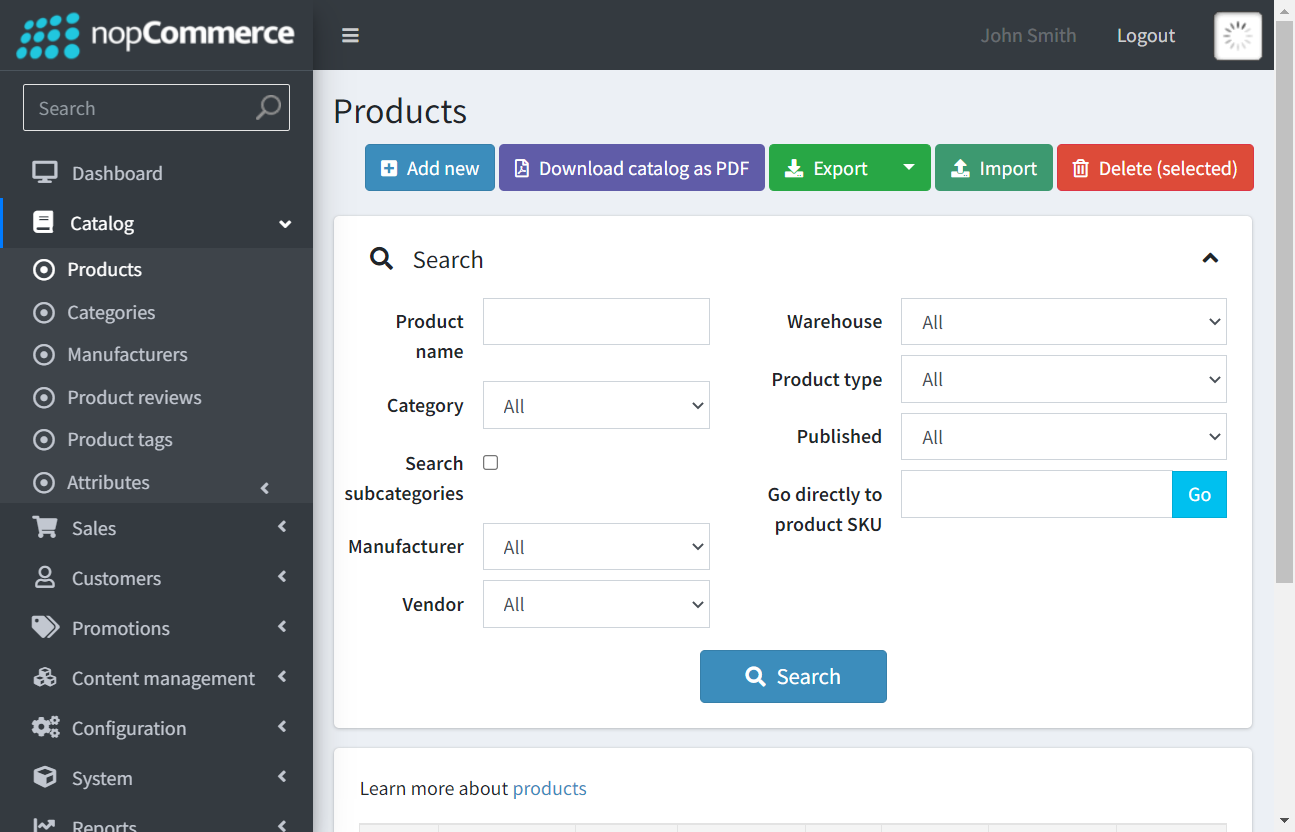 nopCommerce
John Smith
Logout
Search
Dashboard
Catalog
Products
Categories
Manufacturers
Product reviews
Product tags
Attributes
Sales
Customers
Promotions
Content management
Configuration
System
Reports
Products
Add new
Download catalog as PDF
Export
Import
Delete (selected)
Search
Product
name
Category
All
Search
subcategories
Manufacturer
All
Vendor
All
Warehouse
All
Product type
All
Published
All
Go directly to
product SKU
Go
Search
Learn more about products